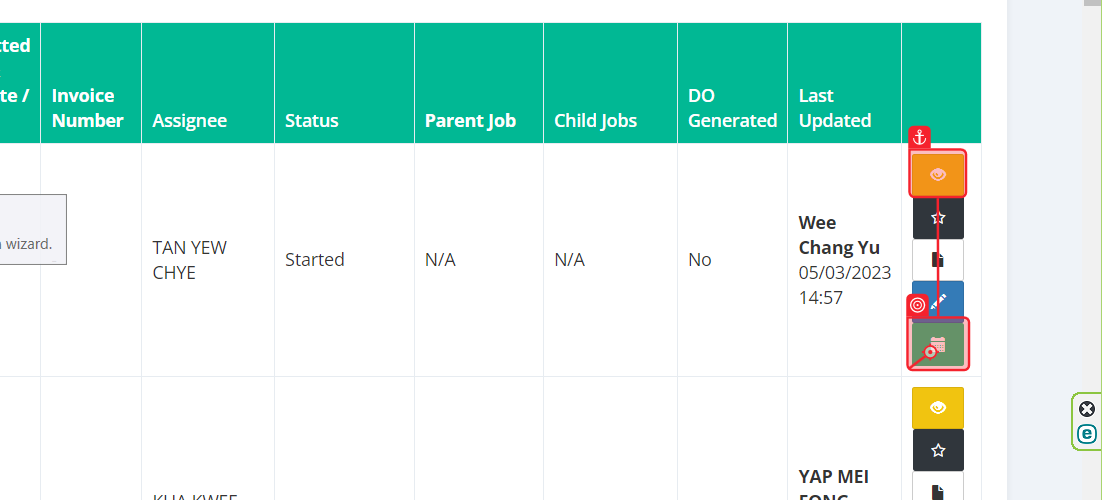 tted
te /
Invoice
Number
Assignee
Status
Parent Job
Child Jobs
DO
Generated
Last
Updated
wizard.
TAN YEW
CHYE
Started
N/A
N/A
No
Wee
Chang Yu
05/03/2023
14:57
YAP MEI
FONG
KUA KWEE
e